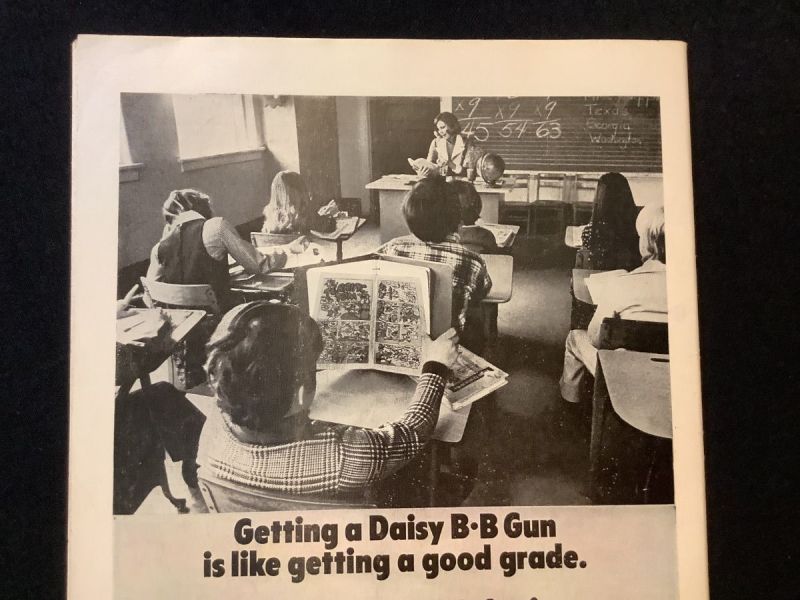 x9 x9 x9
45 54 63
Texas
Georgia
Washington
Getting a Daisy B•B Gun
is like getting a good grade.